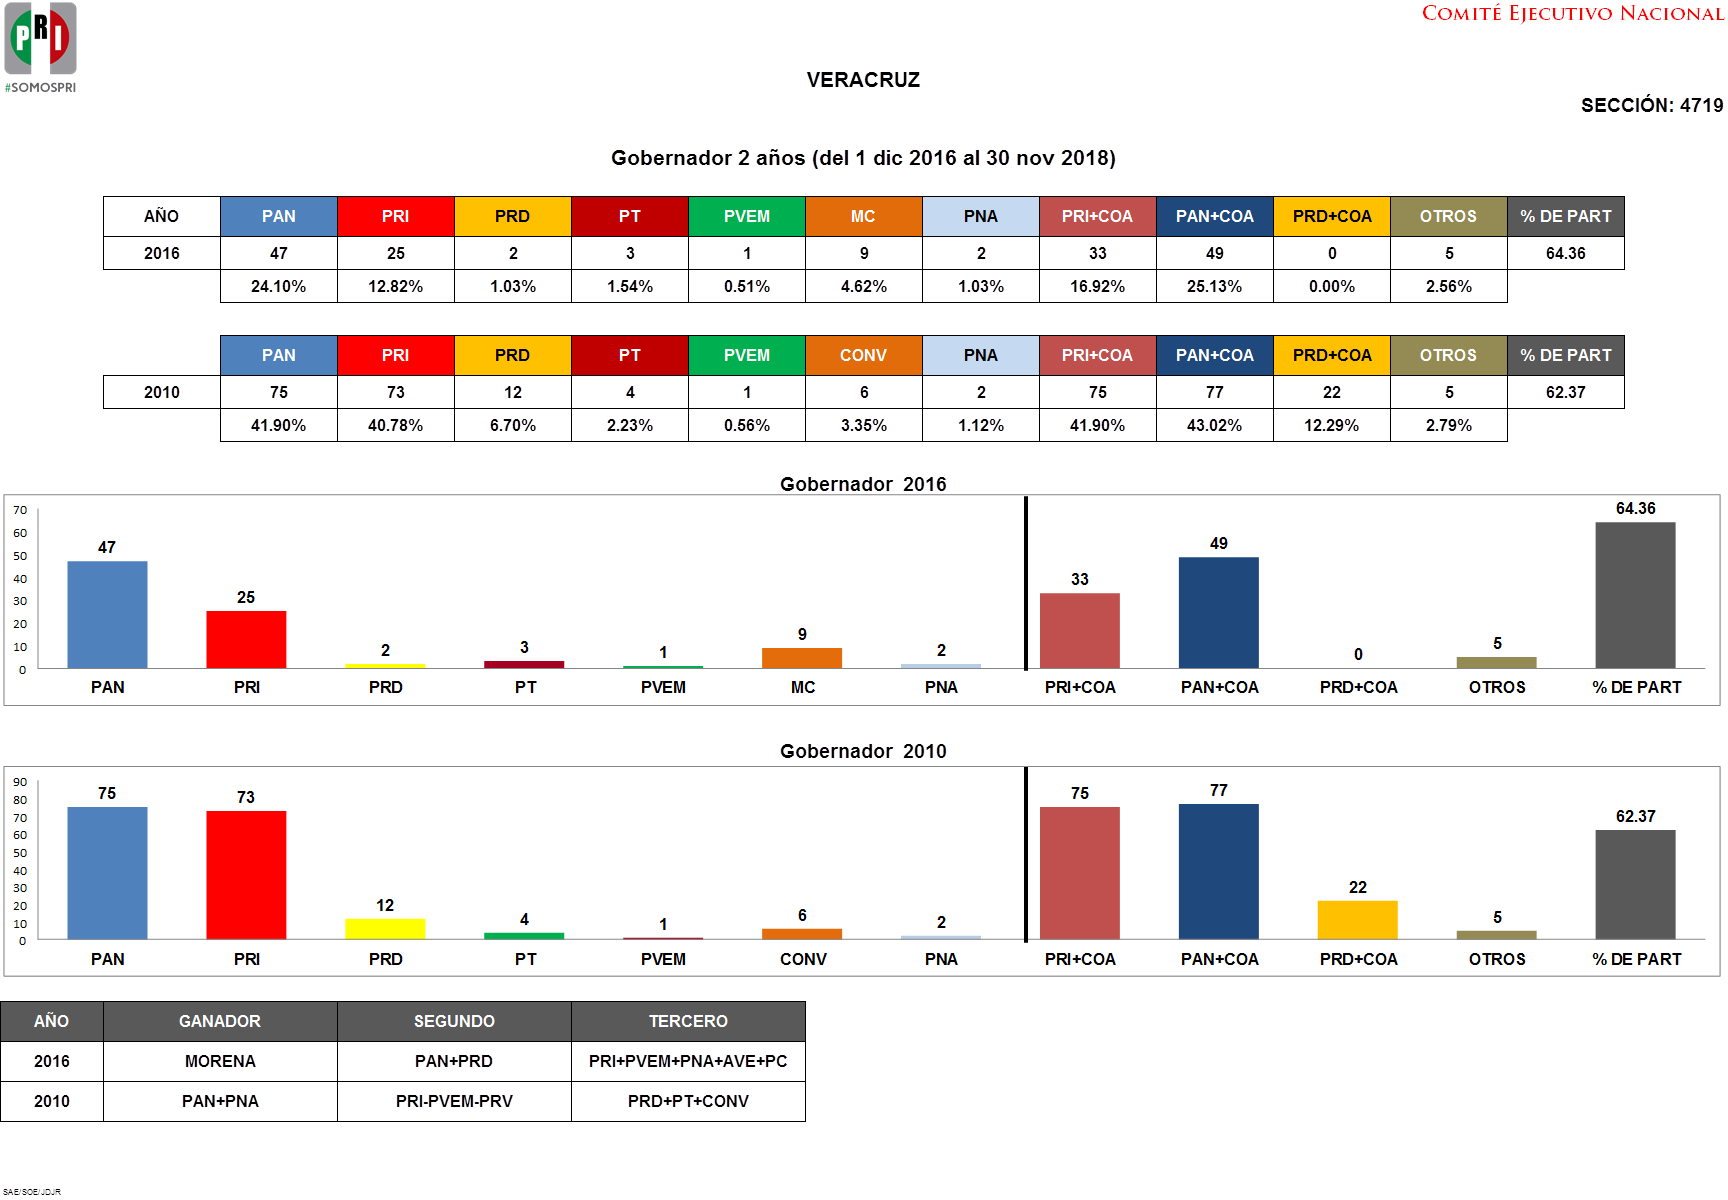 PRI
#SOMOSPRI
COMITÉ EJECUTIVO NACIONAL
VERACRUZ
SECCIÓN: 4719
Gobernador 2 años (del 1 dic 2016 al 30 nov 2018)
AÑO PAN PRI PRD PT PVEM MC PNA PRI+COA PAN+COA PRD+COA OTROS % DE PART
2016 47 25 2 3 1 9 2 33 49 0 5 64.36
24.10% 12.82% 1.03% 1.54% 0.51% 4.62% 1.03% 16.92% 25.13% 0.00% 2.56%
PAN PRI PRD PT PVEM CONV PNA PRI+COA PAN+COA PRD+COA OTROS % DE PART
2010 75 73 12 4 1 6 2 75 77 22 5 62.37
41.90% 40.78% 6.70% 2.23% 0.56% 3.35% 1.12% 41.90% 43.02% 12.29% 2.79%
Gobernador 2016
70
60
50
40
30
20
10
0
47 25 2 3 1 9 2 33 49 0 5 64.36
PAN PRI PRD PT PVEM MC PNA PRI+COA PAN+COA PRD+COA OTROS % DE PART
Gobernador 2010
90
80
70
60
50
40
30
20
10
0
75 73 12 4 1 6 2 75 77 22 5 62.37
PAN PRI PRD PT PVEM CONV PNA PRI+COA PAN+COA PRD+COA OTROS % DE PART
AÑO GANADOR SEGUNDO TERCERO
2016 MORENA PAN+PRD PRI+PVEM+PNA+AVE+PC
2010 PAN+PNA PRI-PVEM-PRV PRD+PT+CONV
SAE/SOE/JDJR